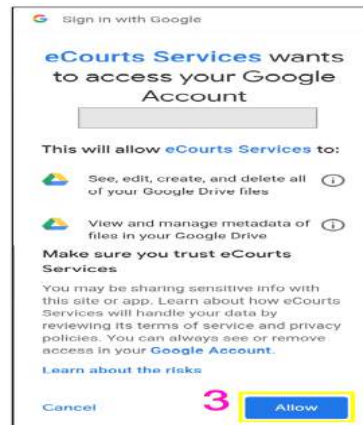 Sign in with Google
eCourts Services wants
to access your Google
Account
This will allow eCourts Services to:
See, edit, create, and delete all
of your Google Drive files
View and manage metadata of
files in your Google Drive
Make sure you trust eCourts
Services
You may be sharing sensitive info with
this site or app. Learn about how eCourts
Services will handle your data by
reviewing its terms of service and privacy
policies. You can always see or remove
access in your Google Account.
Learn about the risks
Cancel 3 Allow